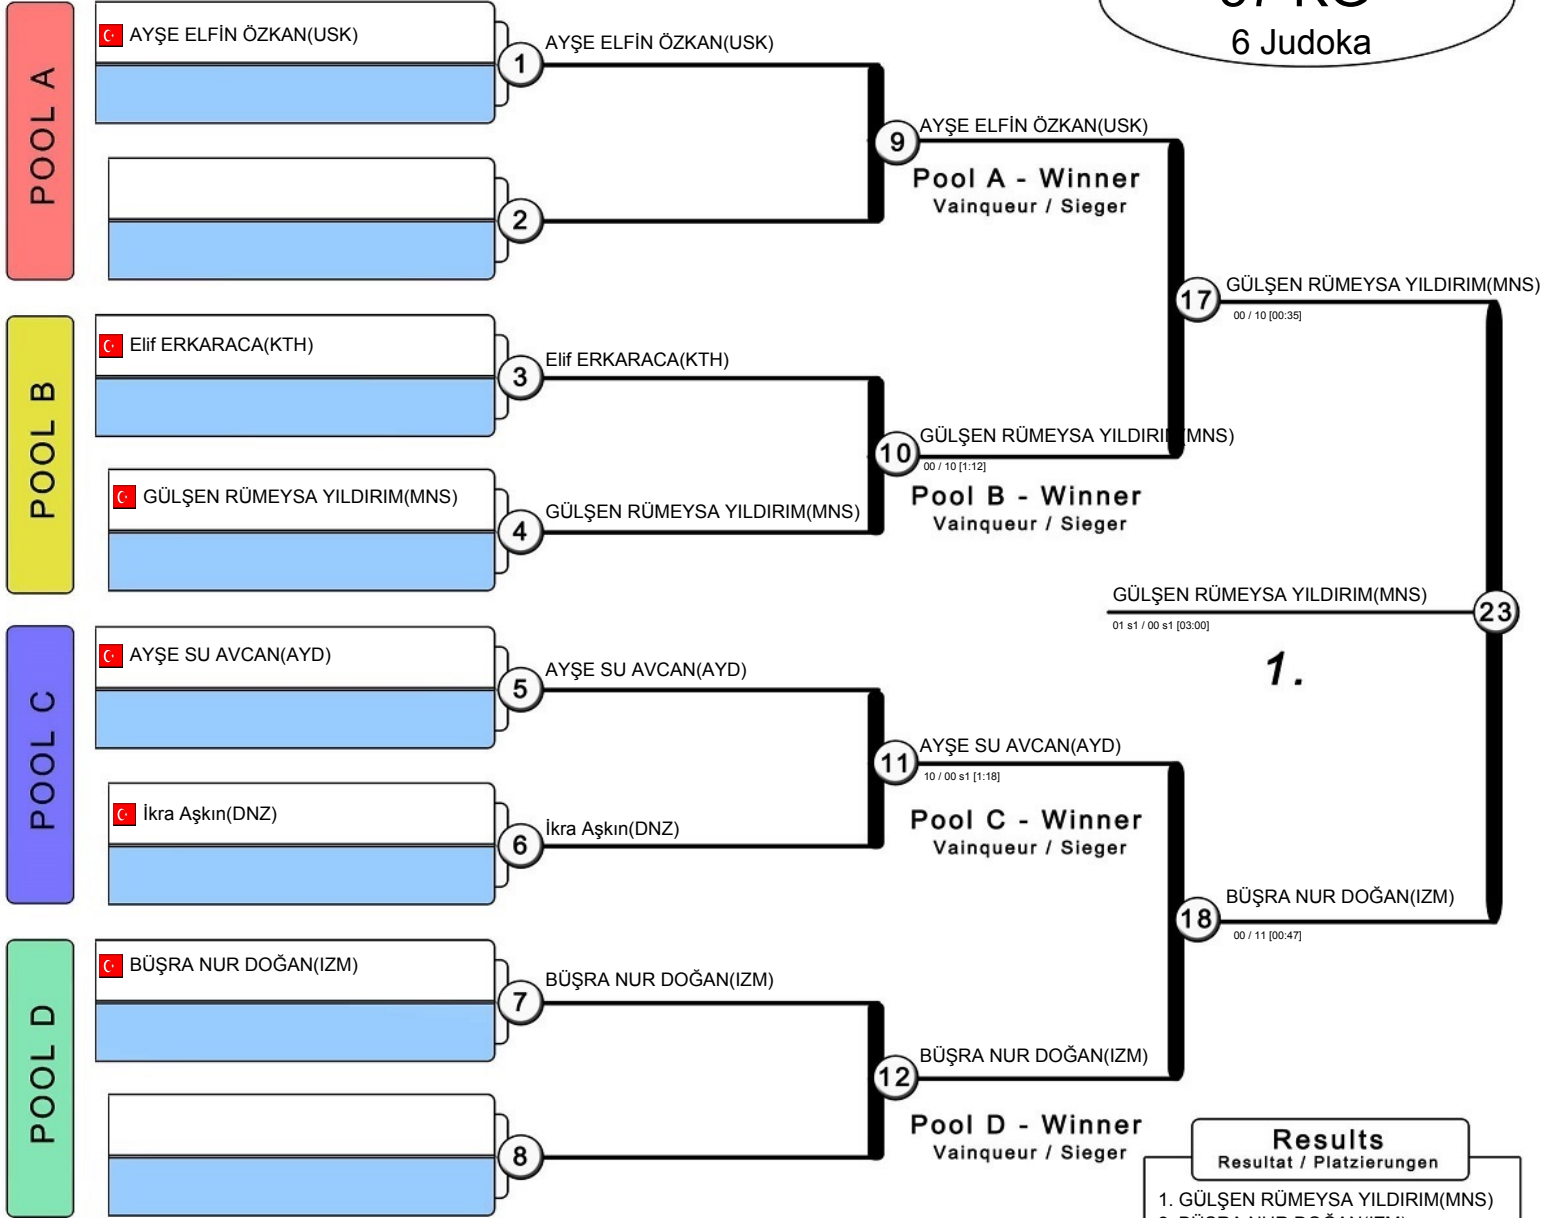 6 Judoka
POOL A
AYŞE ELFİN ÖZKAN(USK)
1
AYŞE ELFİN ÖZKAN(USK)
2
9
AYŞE ELFİN ÖZKAN(USK)
Pool A - Winner
Vainqueur / Sieger
POOL B
Elif ERKARACA(KTH)
3
Elif ERKARACA(KTH)
GÜLŞEN RÜMEYSA YILDIRIM(MNS)
4
GÜLŞEN RÜMEYSA YILDIRIM(MNS)
10
GÜLŞEN RÜMEYSA YILDIRIM(MNS)
00 / 10 [1:12]
Pool B - Winner
Vainqueur / Sieger
17
GÜLŞEN RÜMEYSA YILDIRIM(MNS)
00 / 10 [00:35]
GÜLŞEN RÜMEYSA YILDIRIM(MNS)
01 s1 / 00 s1 [03:00]
23
1.
POOL C
AYŞE SU AVCAN(AYD)
5
AYŞE SU AVCAN(AYD)
İkra Aşkın(DNZ)
6
İkra Aşkın(DNZ)
11
AYŞE SU AVCAN(AYD)
10 / 00 s1 [1:18]
Pool C - Winner
Vainqueur / Sieger
18
BÜŞRA NUR DOĞAN(IZM)
00 / 11 [00:47]
POOL D
BÜŞRA NUR DOĞAN(IZM)
7
BÜŞRA NUR DOĞAN(IZM)
8
12
BÜŞRA NUR DOĞAN(IZM)
Pool D - Winner
Vainqueur / Sieger
Results
Resultat / Platzierungen
1. GÜLŞEN RÜMEYSA YILDIRIM(MNS)